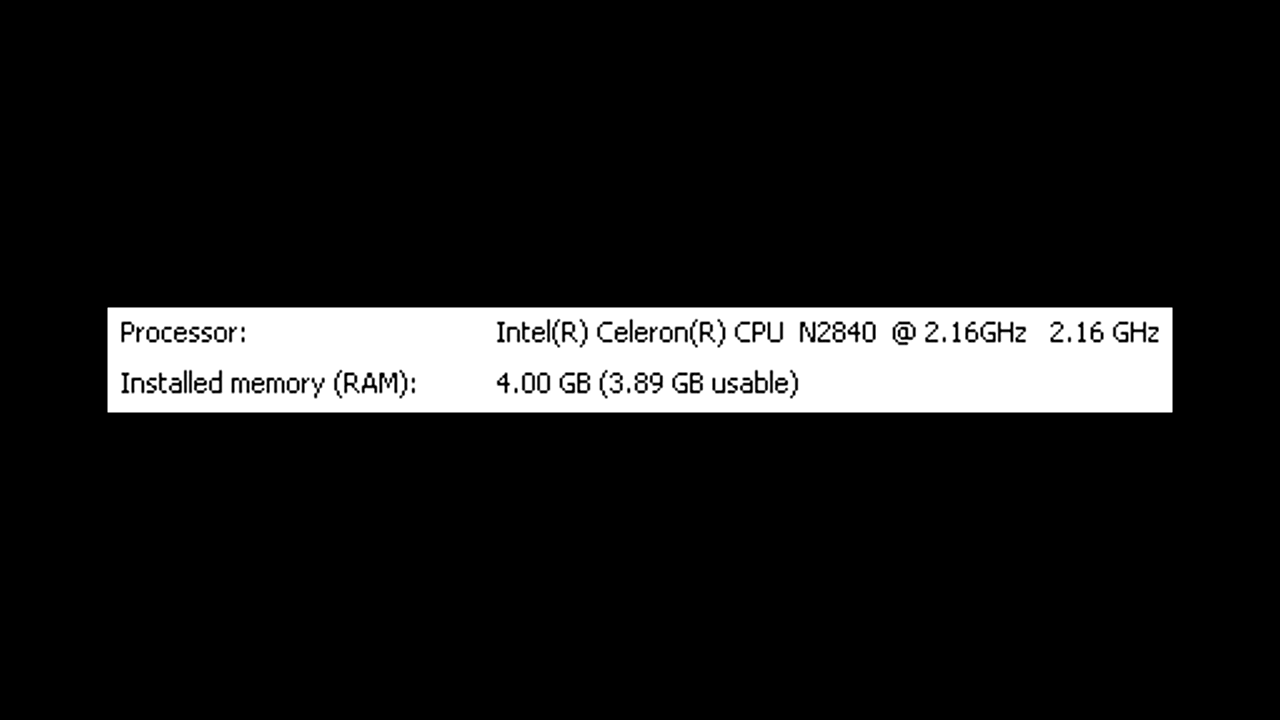 Processor: Intel(R) Celeron(R) CPU  N2840  @ 2.16GHz   2.16 GHz
Installed memory (RAM): 4.00 GB (3.89 GB usable)